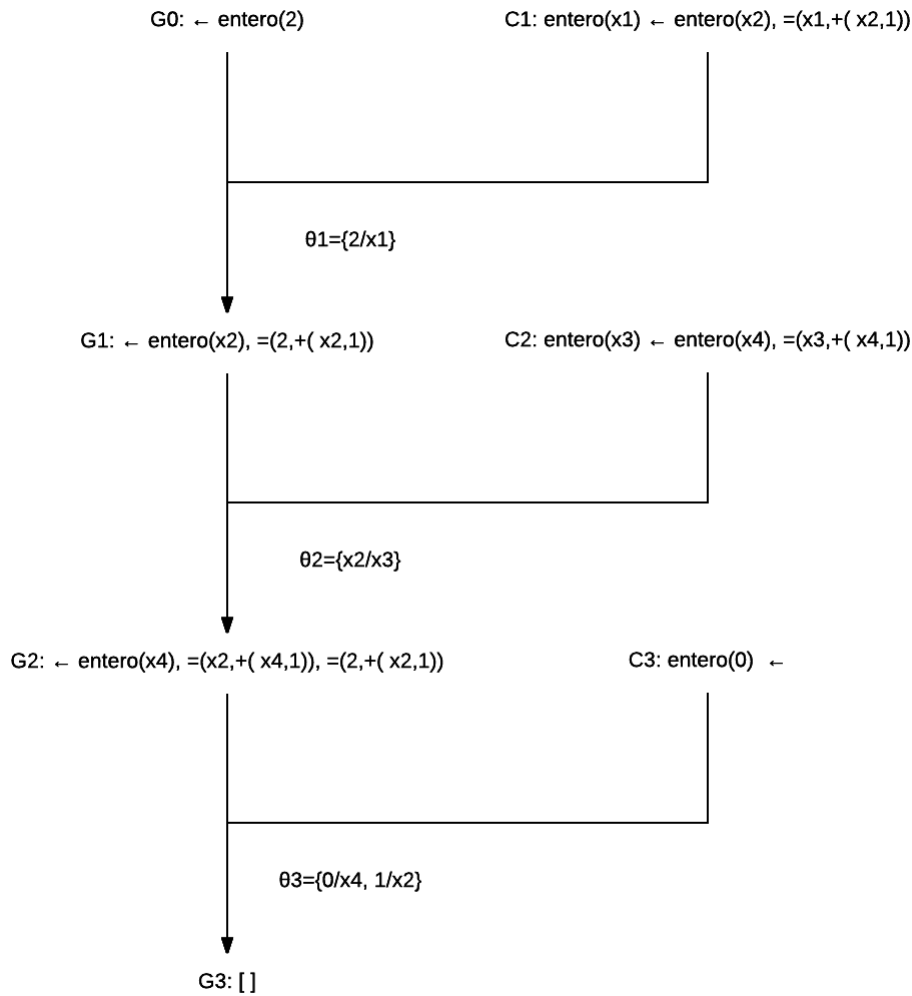 G0: ← entero(2)
C1: entero(x1) ← entero(x2), =(x1,+( x2,1))
θ1={2/x1}
G1: ← entero(x2), =(2,+( x2,1))
C2: entero(x3) ← entero(x4), =(x3,+( x4,1))
θ2={x2/x3}
G2: ← entero(x4), =(x2,+( x4,1)), =(2,+( x2,1))
C3: entero(0) ←
θ3={0/x4, 1/x2}
G3: [ ]